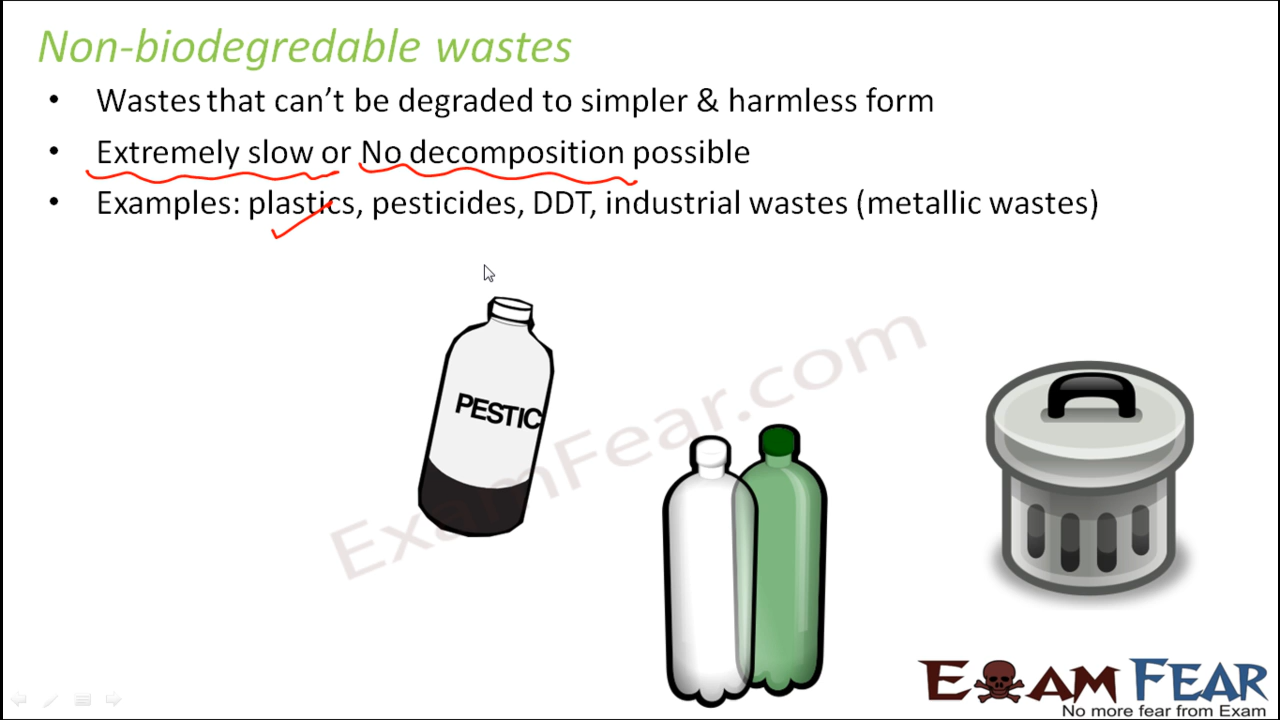 Non-biodegredable wastes
• Wastes that can't be degraded to simpler & harmless form
• Extremely slow or No decomposition possible
• Examples: plastics, pesticides, DDT, industrial wastes (metallic wastes)
PESTIC
ExamFear.com
EXAM FEAR
No more fear from Exam